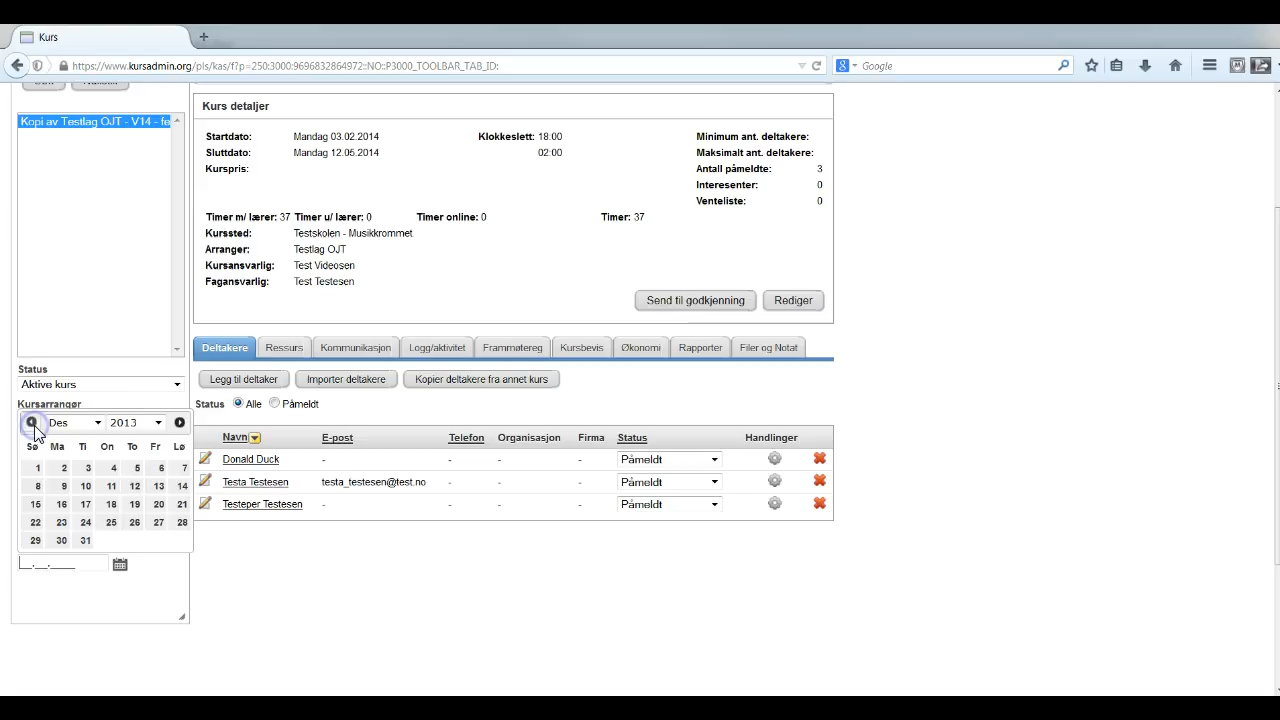 Kurs
https://www.kursadmin.org/pls/kas/f?p=250:3000:9696832864972::NO:P3000_TOOLBAR_TAB_ID:
Google
Kurs detaljer
Startdato: Mandag 03.02.2014 Klokkeslett: 18:00 Minimum ant. deltakere:
Sluttdato: Mandag 12.05.2014 02:00 Maksimalt ant. deltakere:
Kurspris: Antall påmeldte: 3
Interesenter: 0
Venteliste: 0
Timer m/ lærer: 37 Timer u/ lærer: 0 Timer online: 0 Timer: 37
Kurssted: Testskolen - Musikkrommet
Arranger: Testlag OJT
Kursansvarlig: Test Videosen
Fagansvarlig: Test Testesen
Send til godkjenning Rediger
Kopi av Testlag OJT - V14 - fe
Status
Aktive kurs
Kursarrangør
Des 2013
Sø Ma Ti On To Fr Lø
1 2 3 4 5 6 7
8 9 10 11 12 13 14
15 16 17 18 19 20 21
22 23 24 25 26 27 28
29 30 31
__.__.____
Deltakere Ressurs Kommunikasjon Logg/aktivitet Frammøtereg Kursbevis Økonomi Rapporter Filer og Notat
Legg til deltaker Importer deltakere Kopier deltakere fra annet kurs
Status Alle Påmeldt
Navn E-post Telefon Organisasjon Firma Status Handlinger
Donald Duck - - - - Påmeldt
Testa Testesen testa_testesen@test.no - - - Påmeldt
Testeper Testesen - - - - Påmeldt